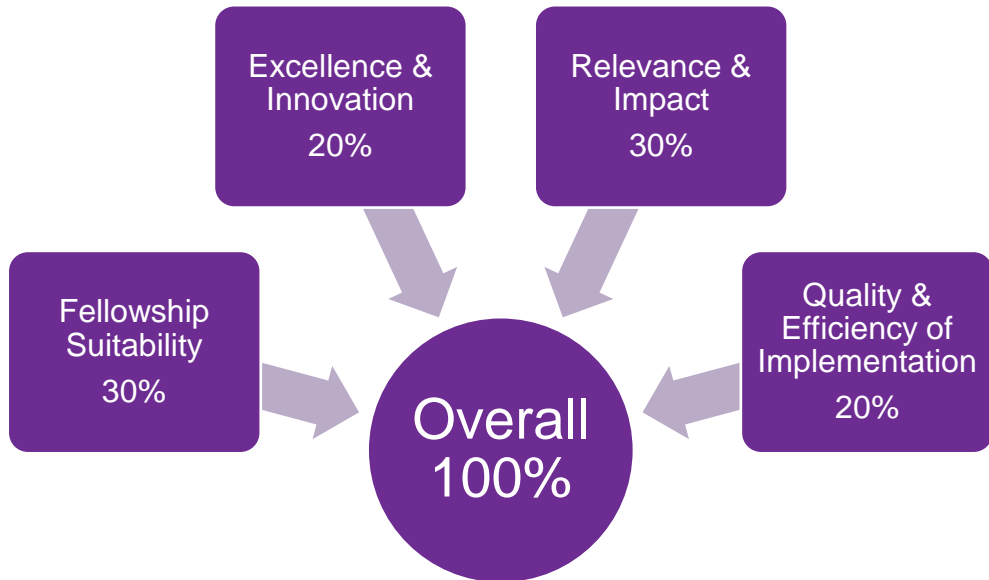 Excellence &
Innovation
20%
Relevance &
Impact
30%
Fellowship
Suitability
30%
Quality &
Efficiency of
Implementation
20%
Overall
100%